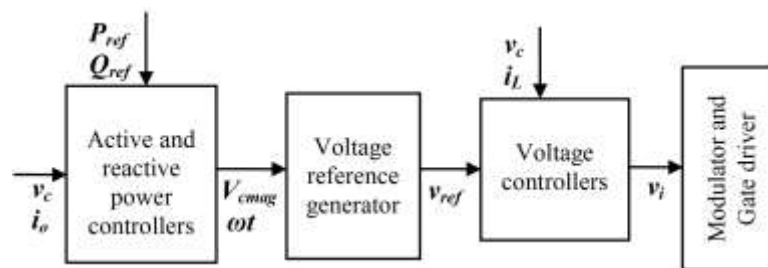 P_ref
Q_ref
v_c
i_o
Active and
reactive
power
controllers
V_cmag
ωt
Voltage
reference
generator
v_ref
v_c
i_L
Voltage
controllers
v_i
Modulator and
Gate driver